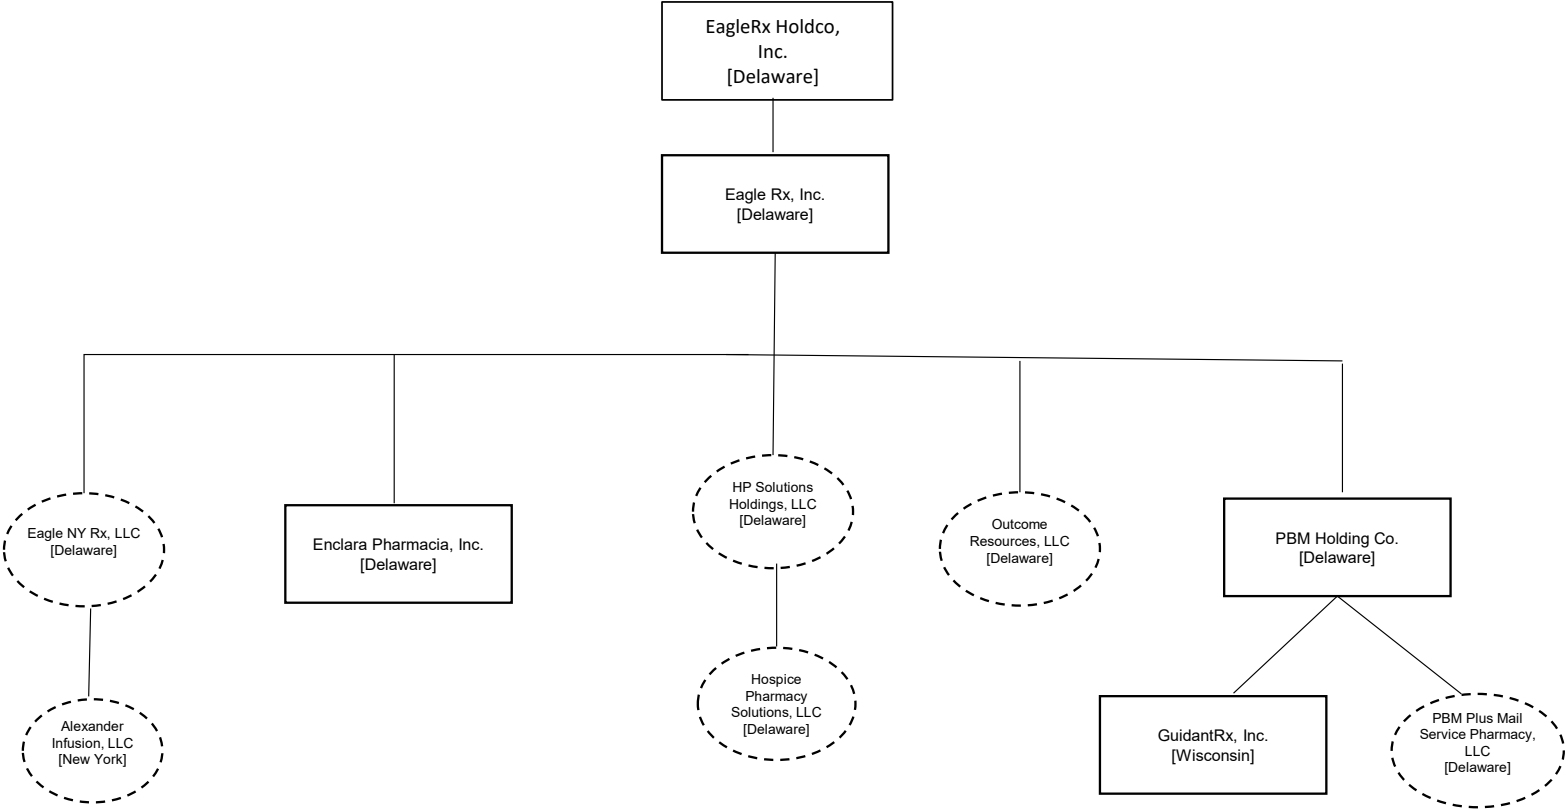 EagleRx Holdco,
Inc.
[Delaware]
Eagle Rx, Inc.
[Delaware]
Eagle NY Rx, LLC
[Delaware]
Enclara Pharmacia, Inc.
[Delaware]
HP Solutions
Holdings, LLC
[Delaware]
Outcome
Resources, LLC
[Delaware]
PBM Holding Co.
[Delaware]
Alexander
Infusion, LLC
[New York]
Hospice
Pharmacy
Solutions, LLC
[Delaware]
GuidantRx, Inc.
[Wisconsin]
PBM Plus Mail
Service Pharmacy,
LLC
[Delaware]